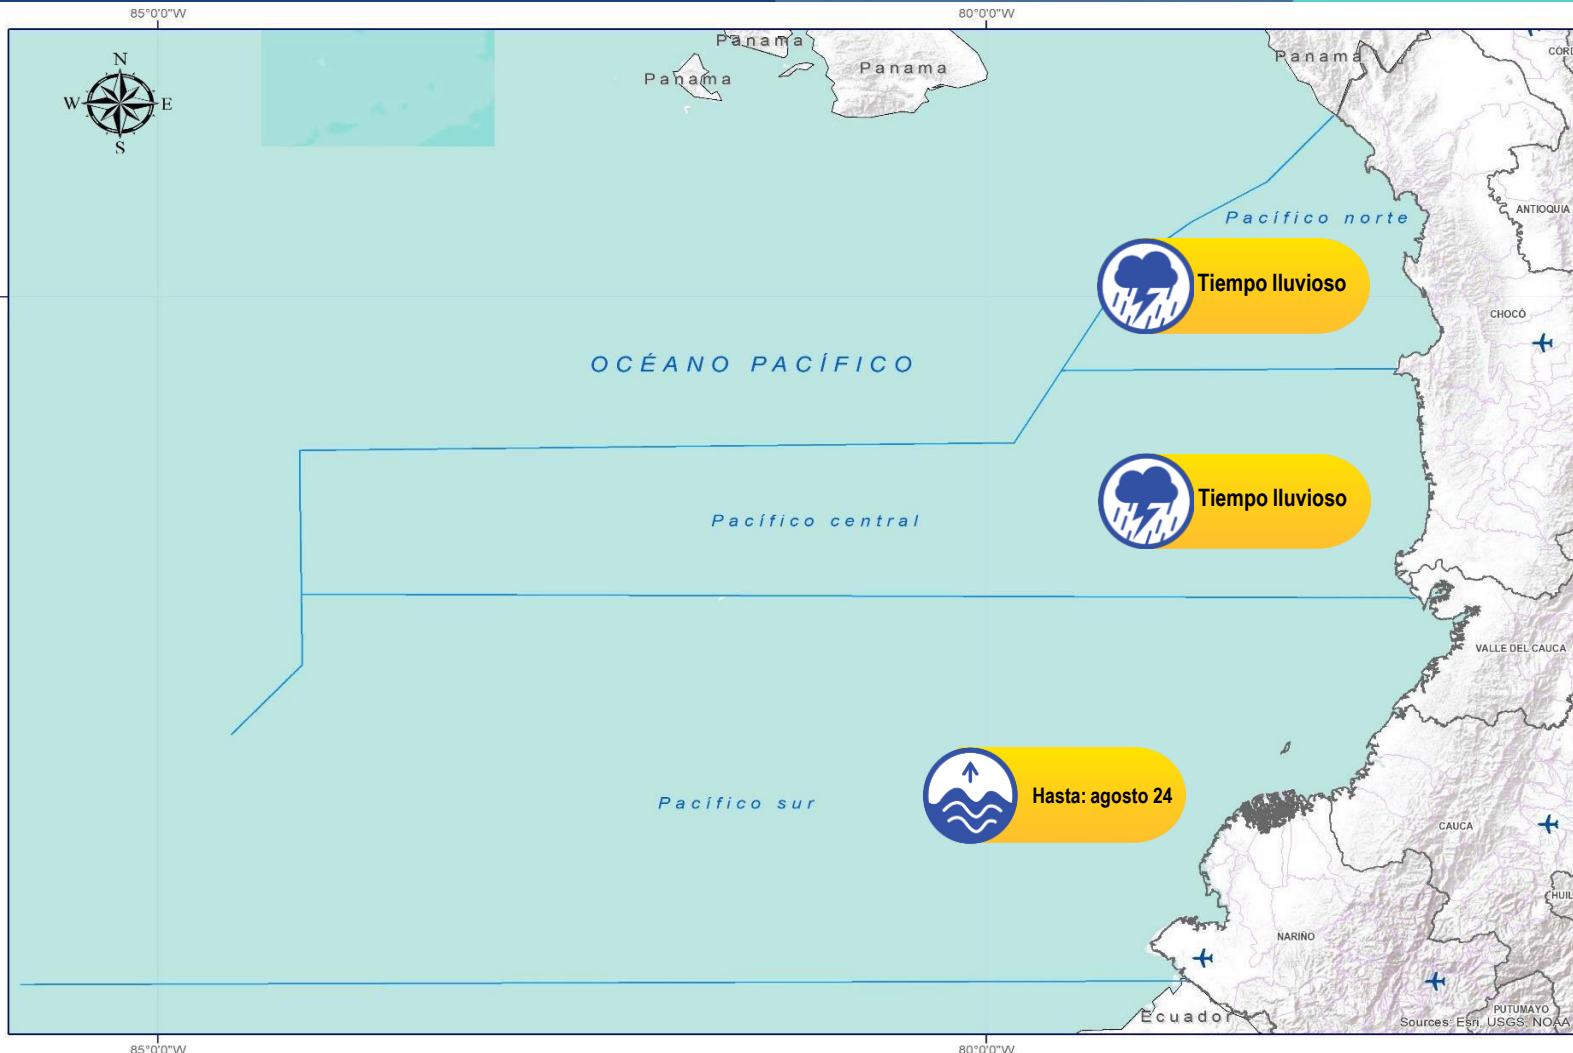 85°0'0"W
80°0'0"W
N
W
E
S
Panama
Panama
Panama
Panama
ANTIOQUIA
Pacífico norte
Tiempo lluvioso
CHOCÓ
OCÉANO PACÍFICO
Tiempo lluvioso
Pacífico central
VALLE DEL CAUCA
Hasta: agosto 24
Pacífico sur
CAUCA
HUIL
NARIÑO
PUTUMAYO
Ecuador
Sources: Esri, USGS, NOAA
85°0'0"W
80°0'0"W